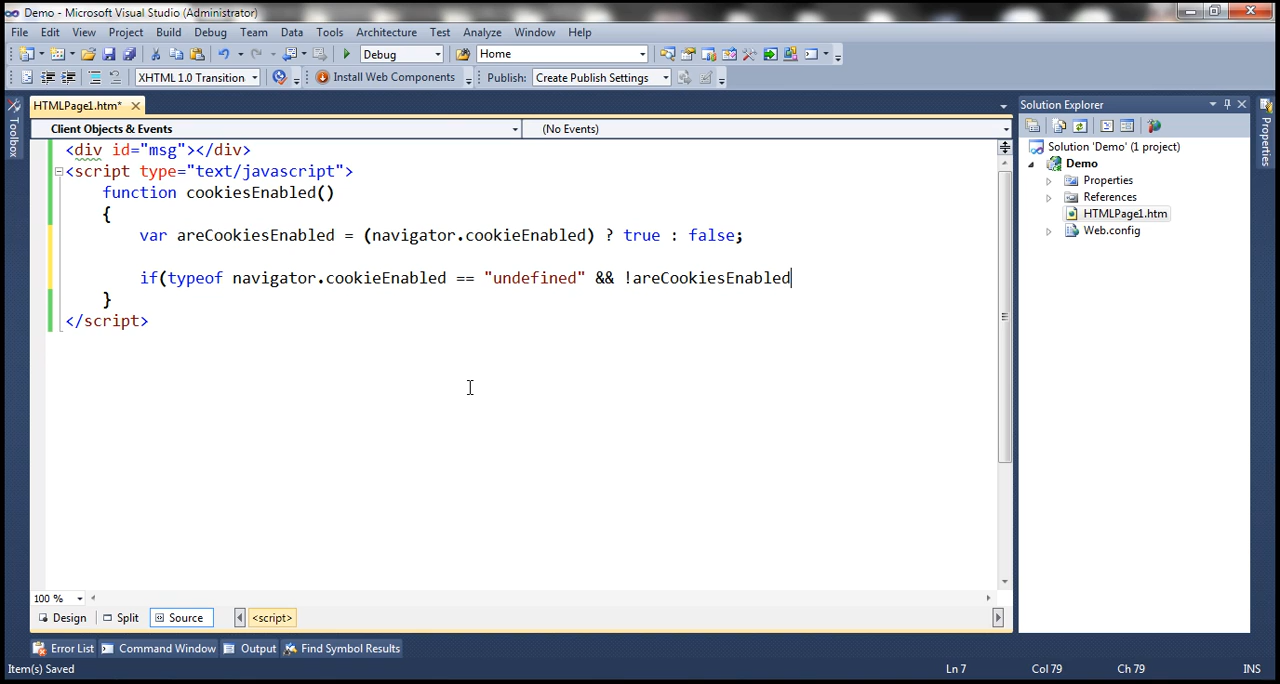 Demo - Microsoft Visual Studio (Administrator)
File Edit View Project Build Debug Team Data Tools Architecture Test Analyze Window Help
Debug Home
XHTML 1.0 Transition Install Web Components Publish: Create Publish Settings
Toolbox
HTMLPage1.htm*
Client Objects & Events (No Events)
<div id="msg"></div>
<script type="text/javascript">
function cookiesEnabled()
{
var areCookiesEnabled = (navigator.cookieEnabled) ? true : false;
if(typeof navigator.cookieEnabled == "undefined" && !areCookiesEnabled
}
</script>
100 %
Design Split Source <script>
Solution Explorer
Solution 'Demo' (1 project)
Demo
Properties
References
HTMLPage1.htm
Web.config
Properties
Error List Command Window Output Find Symbol Results
Item(s) Saved Ln 7 Col 79 Ch 79 INS